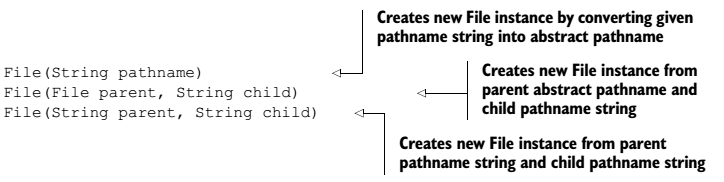 Creates new File instance by converting given
pathname string into abstract pathname
File(String pathname)
File(File parent, String child)
File(String parent, String child)
Creates new File instance from
parent abstract pathname and
child pathname string
Creates new File instance from parent
pathname string and child pathname string